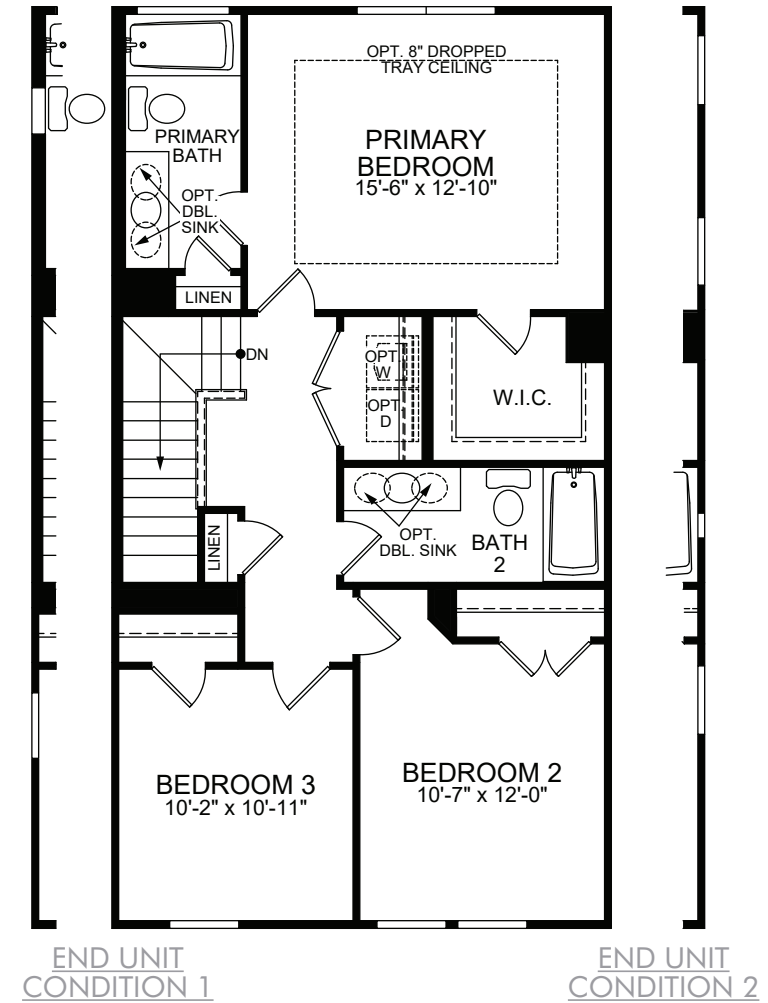 OPT. 8" DROPPED
TRAY CEILING
PRIMARY
BEDROOM
15'-6" x 12'-10"
PRIMARY
BATH
OPT.
DBL.
SINK
LINEN
DN
OPT.
W
OPT.
D
W.I.C.
LINEN
OPT.
DBL. SINK
BATH
2
BEDROOM 3
10'-2" x 10'-11"
BEDROOM 2
10'-7" x 12'-0"
END UNIT
CONDITION 1
END UNIT
CONDITION 2